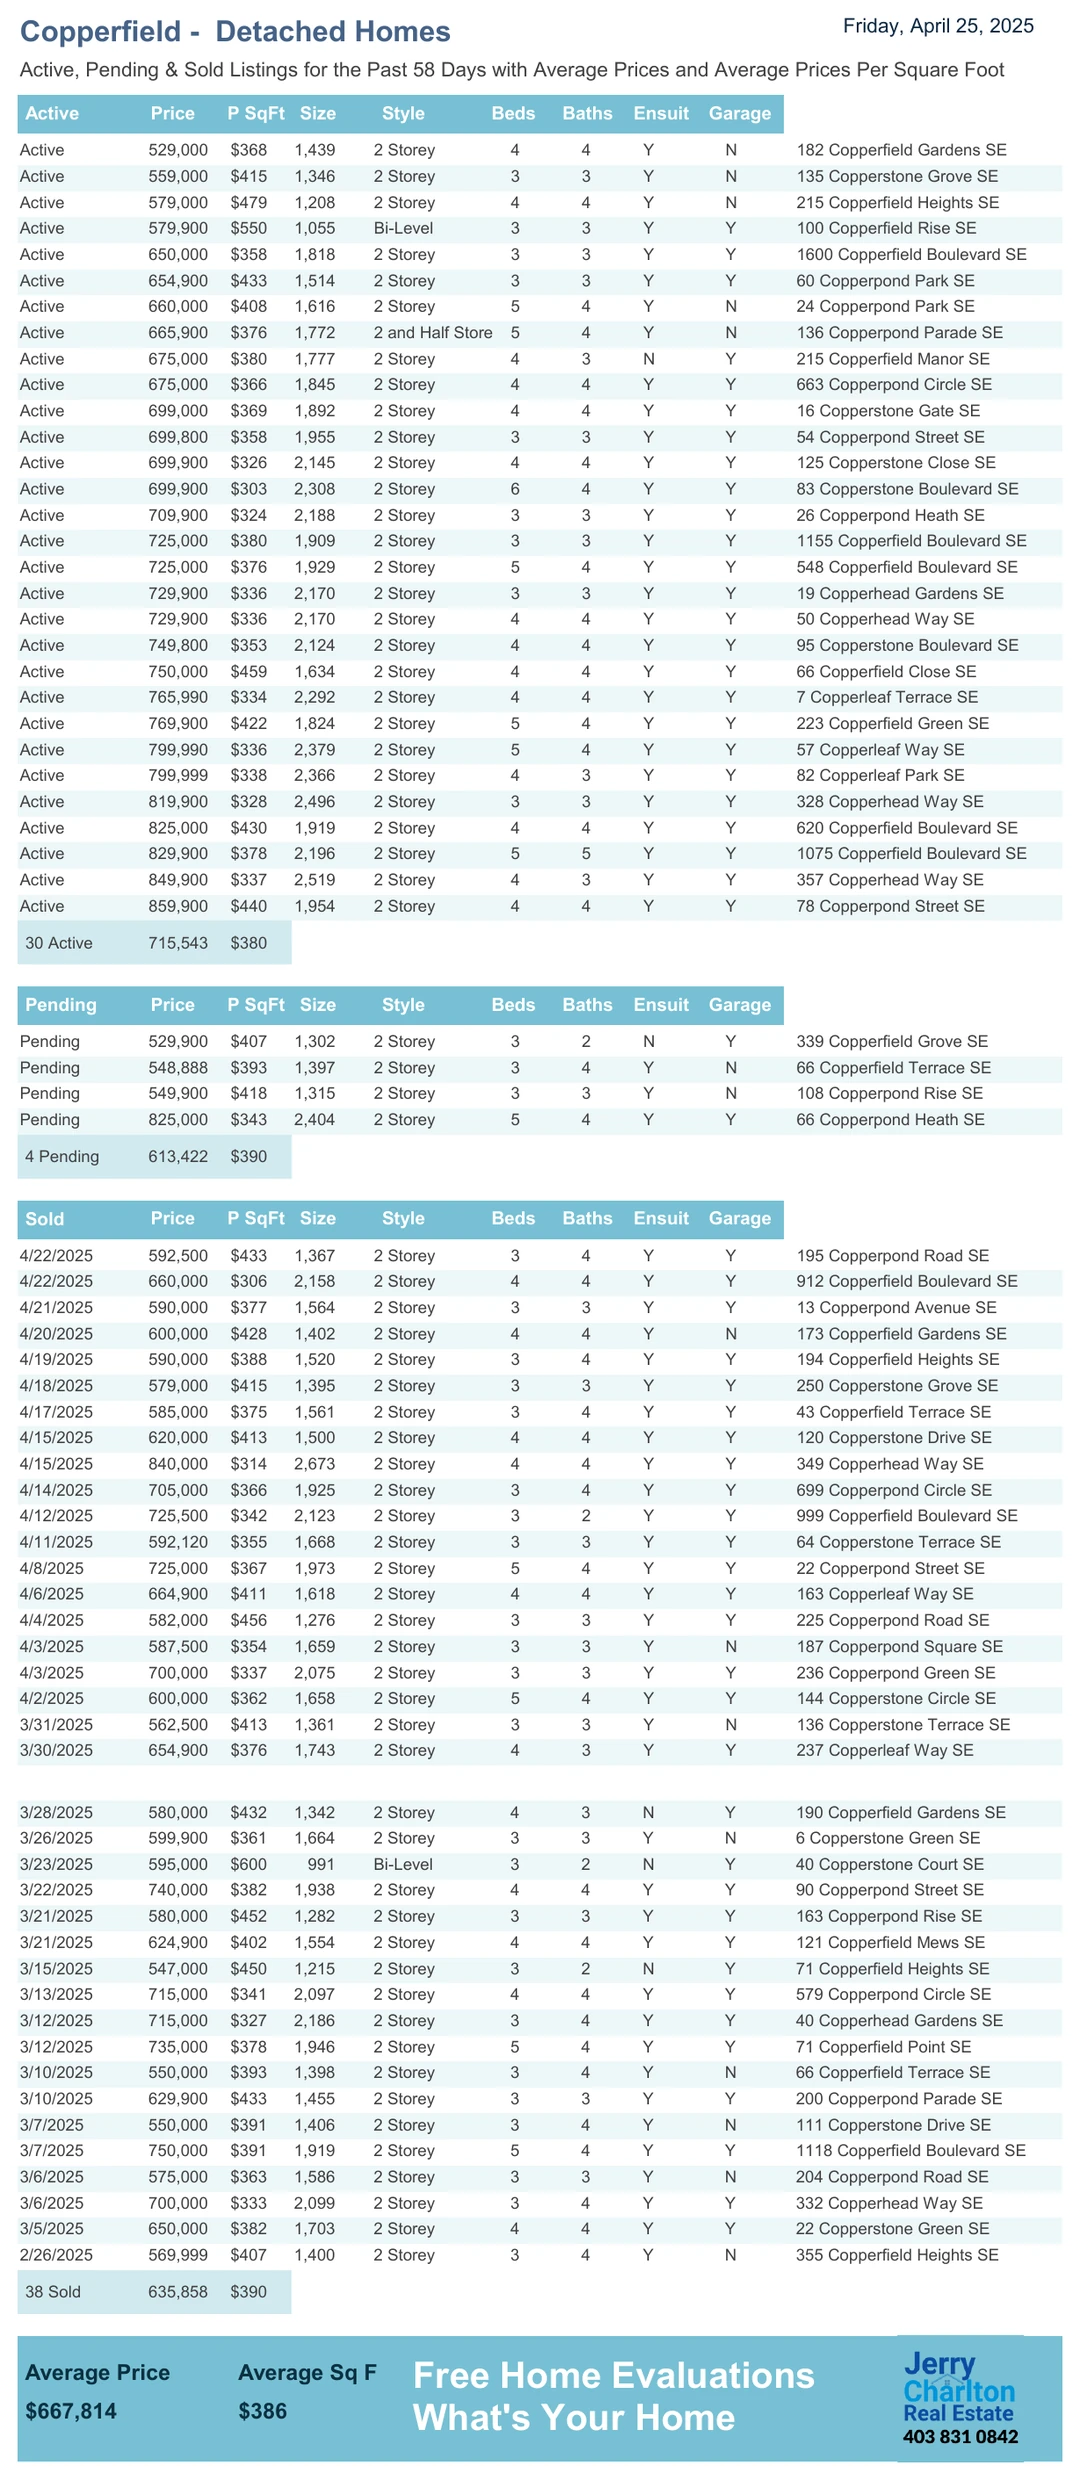 Copperfield - Detached Homes
Friday, April 25, 2025
Active, Pending & Sold Listings for the Past 58 Days with Average Prices and Average Prices Per Square Foot
Active Price P SqFt Size Style Beds Baths Ensuit Garage
Active 529,000 $368 1,439 2 Storey 4 4 Y N 182 Copperfield Gardens SE
Active 559,000 $415 1,346 2 Storey 3 3 Y N 135 Copperstone Grove SE
Active 579,000 $479 1,208 2 Storey 4 4 Y N 215 Copperfield Heights SE
Active 579,900 $550 1,055 Bi-Level 3 3 Y Y 100 Copperfield Rise SE
Active 650,000 $358 1,818 2 Storey 3 3 Y Y 1600 Copperfield Boulevard SE
Active 654,900 $433 1,514 2 Storey 3 3 Y Y 60 Copperpond Park SE
Active 660,000 $408 1,616 2 Storey 5 4 Y N 24 Copperpond Park SE
Active 665,900 $376 1,772 2 and Half Store 5 4 Y N 136 Copperpond Parade SE
Active 675,000 $380 1,777 2 Storey 4 3 N Y 215 Copperfield Manor SE
Active 675,000 $366 1,845 2 Storey 4 4 Y Y 663 Copperpond Circle SE
Active 699,000 $369 1,892 2 Storey 4 4 Y Y 16 Copperstone Gate SE
Active 699,800 $358 1,955 2 Storey 3 3 Y Y 54 Copperpond Street SE
Active 699,900 $326 2,145 2 Storey 4 4 Y Y 125 Copperstone Close SE
Active 699,900 $303 2,308 2 Storey 6 4 Y Y 83 Copperstone Boulevard SE
Active 709,900 $324 2,188 2 Storey 3 3 Y Y 26 Copperpond Heath SE
Active 725,000 $380 1,909 2 Storey 3 3 Y Y 1155 Copperfield Boulevard SE
Active 725,000 $376 1,929 2 Storey 5 4 Y Y 548 Copperfield Boulevard SE
Active 729,900 $336 2,170 2 Storey 3 3 Y Y 19 Copperhead Gardens SE
Active 729,900 $336 2,170 2 Storey 4 4 Y Y 50 Copperhead Way SE
Active 749,800 $353 2,124 2 Storey 4 4 Y Y 95 Copperstone Boulevard SE
Active 750,000 $459 1,634 2 Storey 4 4 Y Y 66 Copperfield Close SE
Active 765,990 $334 2,292 2 Storey 4 4 Y Y 7 Copperleaf Terrace SE
Active 769,900 $422 1,824 2 Storey 5 4 Y Y 223 Copperfield Green SE
Active 799,990 $336 2,379 2 Storey 5 4 Y Y 57 Copperleaf Way SE
Active 799,999 $338 2,366 2 Storey 4 3 Y Y 82 Copperleaf Park SE
Active 819,900 $328 2,496 2 Storey 3 3 Y Y 328 Copperhead Way SE
Active 825,000 $430 1,919 2 Storey 4 4 Y Y 620 Copperfield Boulevard SE
Active 829,900 $378 2,196 2 Storey 5 5 Y Y 1075 Copperfield Boulevard SE
Active 849,900 $337 2,519 2 Storey 4 3 Y Y 357 Copperhead Way SE
Active 859,900 $440 1,954 2 Storey 4 4 Y Y 78 Copperpond Street SE
30 Active 715,543 $380
Pending Price P SqFt Size Style Beds Baths Ensuit Garage
Pending 529,900 $407 1,302 2 Storey 3 2 N Y 339 Copperfield Grove SE
Pending 548,888 $393 1,397 2 Storey 3 4 Y N 66 Copperfield Terrace SE
Pending 549,900 $418 1,315 2 Storey 3 3 Y N 108 Copperpond Rise SE
Pending 825,000 $343 2,404 2 Storey 5 4 Y Y 66 Copperpond Heath SE
4 Pending 613,422 $390
Sold Price P SqFt Size Style Beds Baths Ensuit Garage
4/22/2025 592,500 $433 1,367 2 Storey 3 4 Y Y 195 Copperpond Road SE
4/22/2025 660,000 $306 2,158 2 Storey 4 4 Y Y 912 Copperfield Boulevard SE
4/21/2025 590,000 $377 1,564 2 Storey 3 3 Y Y 13 Copperpond Avenue SE
4/20/2025 600,000 $428 1,402 2 Storey 4 4 Y N 173 Copperfield Gardens SE
4/19/2025 590,000 $388 1,520 2 Storey 3 4 Y Y 194 Copperfield Heights SE
4/18/2025 579,000 $415 1,395 2 Storey 3 3 Y Y 250 Copperstone Grove SE
4/17/2025 585,000 $375 1,561 2 Storey 3 4 Y Y 43 Copperfield Terrace SE
4/15/2025 620,000 $413 1,500 2 Storey 4 4 Y Y 120 Copperstone Drive SE
4/15/2025 840,000 $314 2,673 2 Storey 4 4 Y Y 349 Copperhead Way SE
4/14/2025 705,000 $366 1,925 2 Storey 3 4 Y Y 699 Copperpond Circle SE
4/12/2025 725,500 $342 2,123 2 Storey 3 2 Y Y 999 Copperfield Boulevard SE
4/11/2025 592,120 $355 1,668 2 Storey 3 3 Y Y 64 Copperstone Terrace SE
4/8/2025 725,000 $367 1,973 2 Storey 5 4 Y Y 22 Copperpond Street SE
4/6/2025 664,900 $411 1,618 2 Storey 4 4 Y Y 163 Copperleaf Way SE
4/4/2025 582,000 $456 1,276 2 Storey 3 3 Y Y 225 Copperpond Road SE
4/3/2025 587,500 $354 1,659 2 Storey 3 3 Y N 187 Copperpond Square SE
4/3/2025 700,000 $337 2,075 2 Storey 3 3 Y Y 236 Copperpond Green SE
4/2/2025 600,000 $362 1,658 2 Storey 5 4 Y Y 144 Copperstone Circle SE
3/31/2025 562,500 $413 1,361 2 Storey 3 3 Y N 136 Copperstone Terrace SE
3/30/2025 654,900 $376 1,743 2 Storey 4 3 Y Y 237 Copperleaf Way SE
3/28/2025 580,000 $432 1,342 2 Storey 4 3 N Y 190 Copperfield Gardens SE
3/26/2025 599,900 $361 1,664 2 Storey 3 3 Y N 6 Copperstone Green SE
3/23/2025 595,000 $600 991 Bi-Level 3 2 N Y 40 Copperstone Court SE
3/22/2025 740,000 $382 1,938 2 Storey 4 4 Y Y 90 Copperpond Street SE
3/21/2025 580,000 $452 1,282 2 Storey 3 3 Y Y 163 Copperpond Rise SE
3/21/2025 624,900 $402 1,554 2 Storey 4 4 Y Y 121 Copperfield Mews SE
3/15/2025 547,000 $450 1,215 2 Storey 3 2 N Y 71 Copperfield Heights SE
3/13/2025 715,000 $341 2,097 2 Storey 4 4 Y Y 579 Copperpond Circle SE
3/12/2025 715,000 $327 2,186 2 Storey 3 4 Y Y 40 Copperhead Gardens SE
3/12/2025 735,000 $378 1,946 2 Storey 5 4 Y Y 71 Copperfield Point SE
3/10/2025 550,000 $393 1,398 2 Storey 3 4 Y N 66 Copperfield Terrace SE
3/10/2025 629,900 $433 1,455 2 Storey 3 3 Y Y 200 Copperpond Parade SE
3/7/2025 550,000 $391 1,406 2 Storey 3 4 Y N 111 Copperstone Drive SE
3/7/2025 750,000 $391 1,919 2 Storey 5 4 Y Y 1118 Copperfield Boulevard SE
3/6/2025 575,000 $363 1,586 2 Storey 3 3 Y N 204 Copperpond Road SE
3/6/2025 700,000 $333 2,099 2 Storey 3 4 Y Y 332 Copperhead Way SE
3/5/2025 650,000 $382 1,703 2 Storey 4 4 Y Y 22 Copperstone Green SE
2/26/2025 569,999 $407 1,400 2 Storey 3 4 Y N 355 Copperfield Heights SE
38 Sold 635,858 $390
Average Price Average Sq F
$667,814 $386
Free Home Evaluations
What's Your Home
Jerry
Charlton
Real Estate
403 831 0842